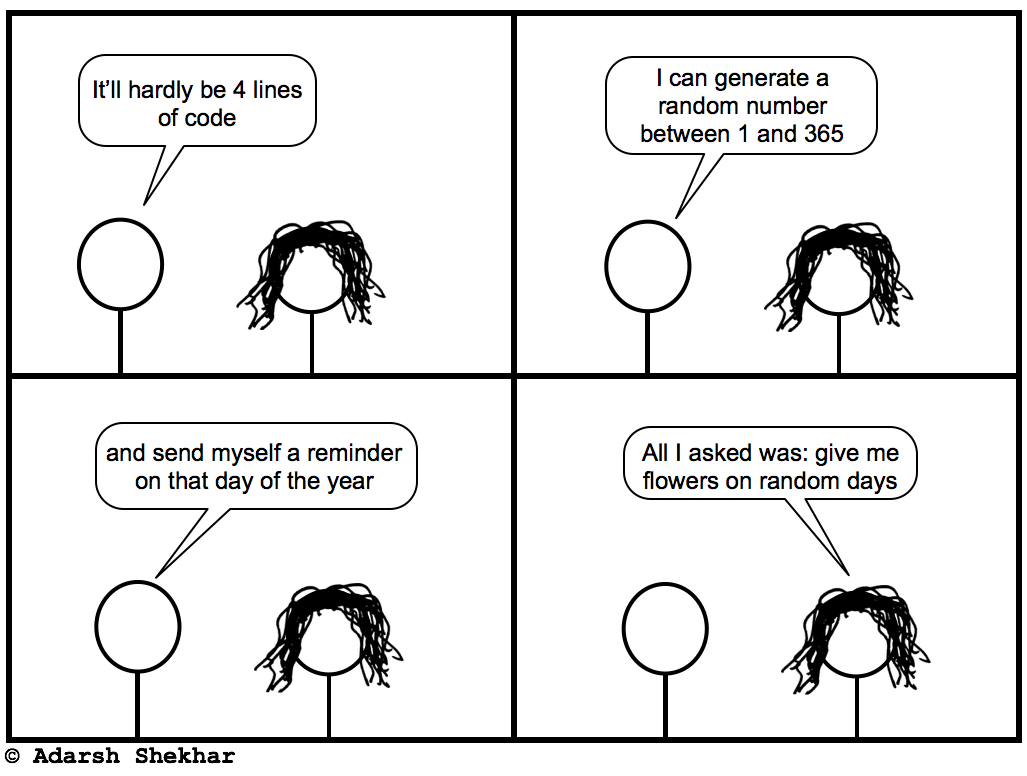 It’ll hardly be 4 lines
of code
I can generate a
random number
between 1 and 365
and send myself a reminder
on that day of the year
All I asked was: give me
flowers on random days
© Adarsh Shekhar